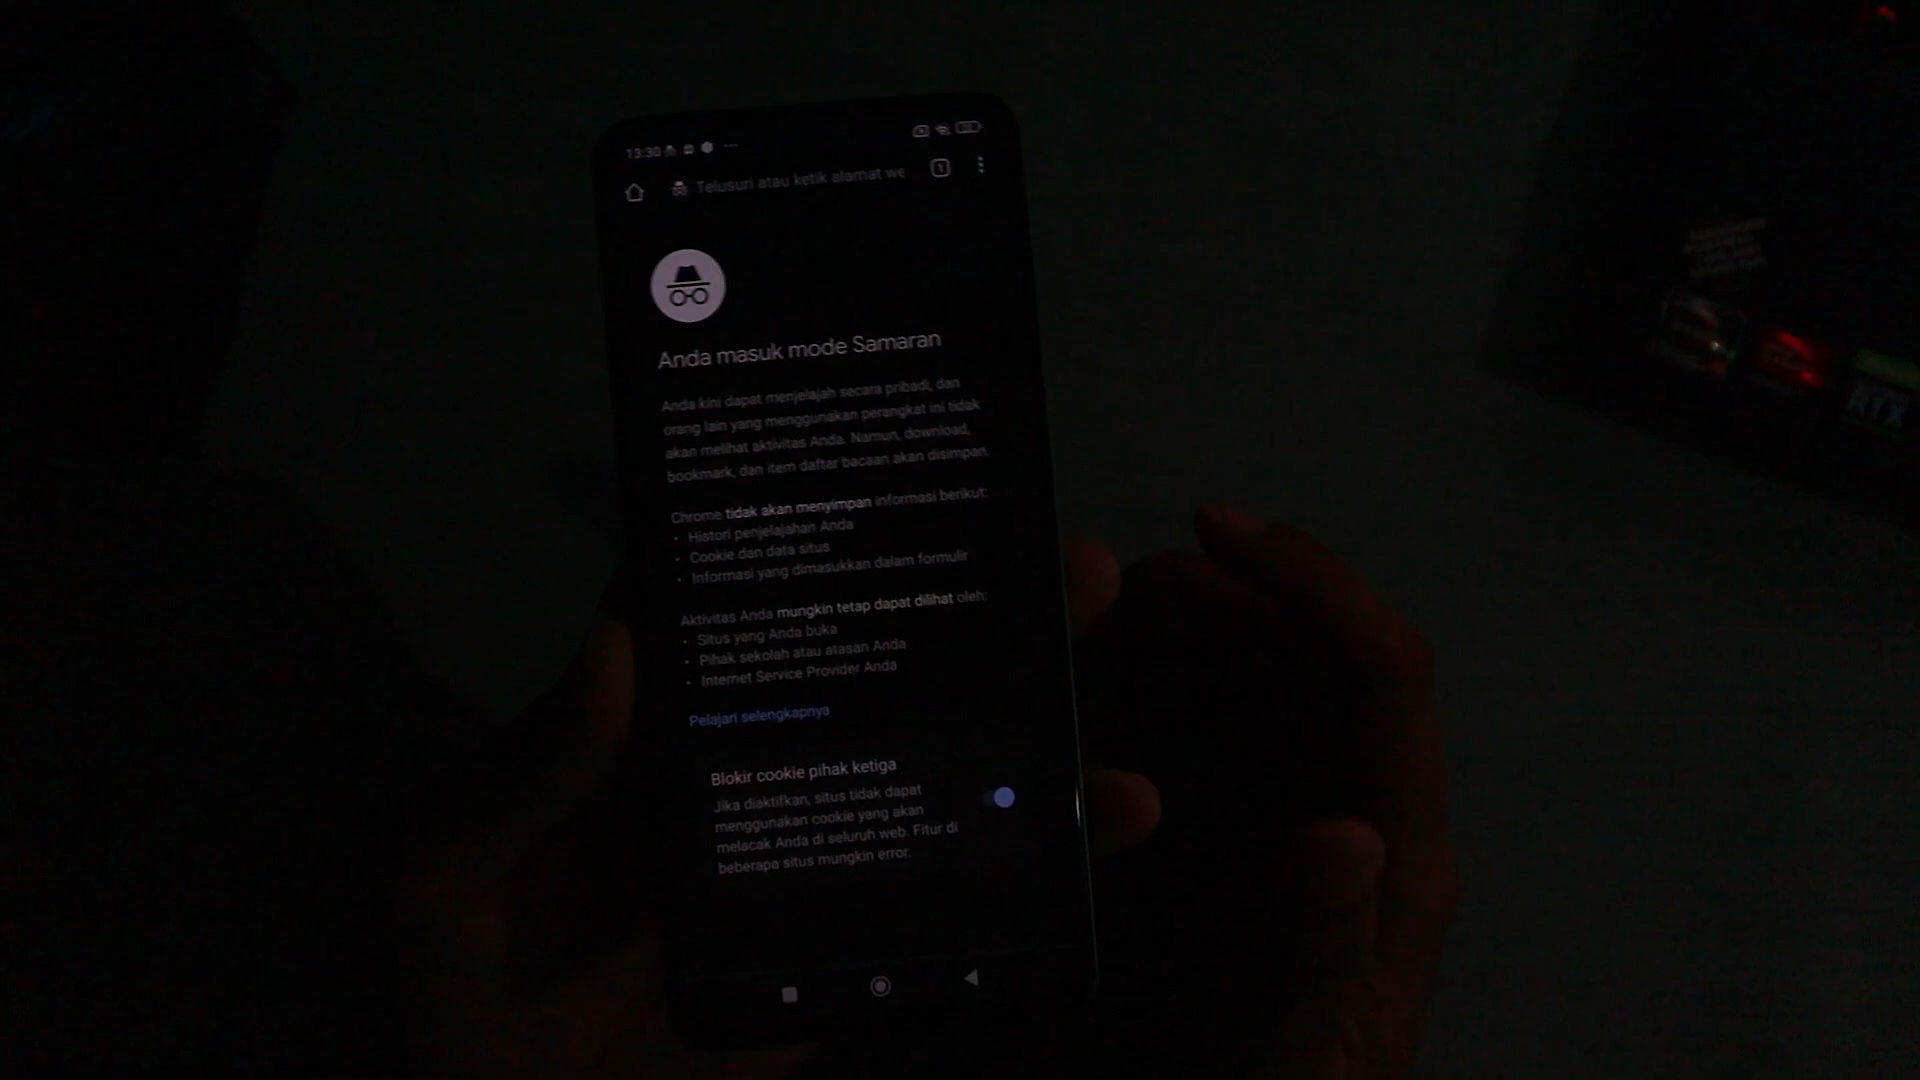 13:30
Telusuri atau ketik alamat we
1
Anda masuk mode Samaran
Anda kini dapat menjelajah secara pribadi, dan
orang lain yang menggunakan perangkat ini tidak
akan melihat aktivitas Anda. Namun, download,
bookmark, dan item daftar bacaan akan disimpan.
Chrome tidak akan menyimpan informasi berikut:
• Histori penjelajahan Anda
• Cookie dan data situs
• Informasi yang dimasukkan dalam formulir
Aktivitas Anda mungkin tetap dapat dilihat oleh:
• Situs yang Anda buka
• Pihak sekolah atau atasan Anda
• Internet Service Provider Anda
Pelajari selengkapnya
Blokir cookie pihak ketiga
Jika diaktifkan, situs tidak dapat
menggunakan cookie yang akan
melacak Anda di seluruh web. Fitur di
beberapa situs mungkin error.
RTX